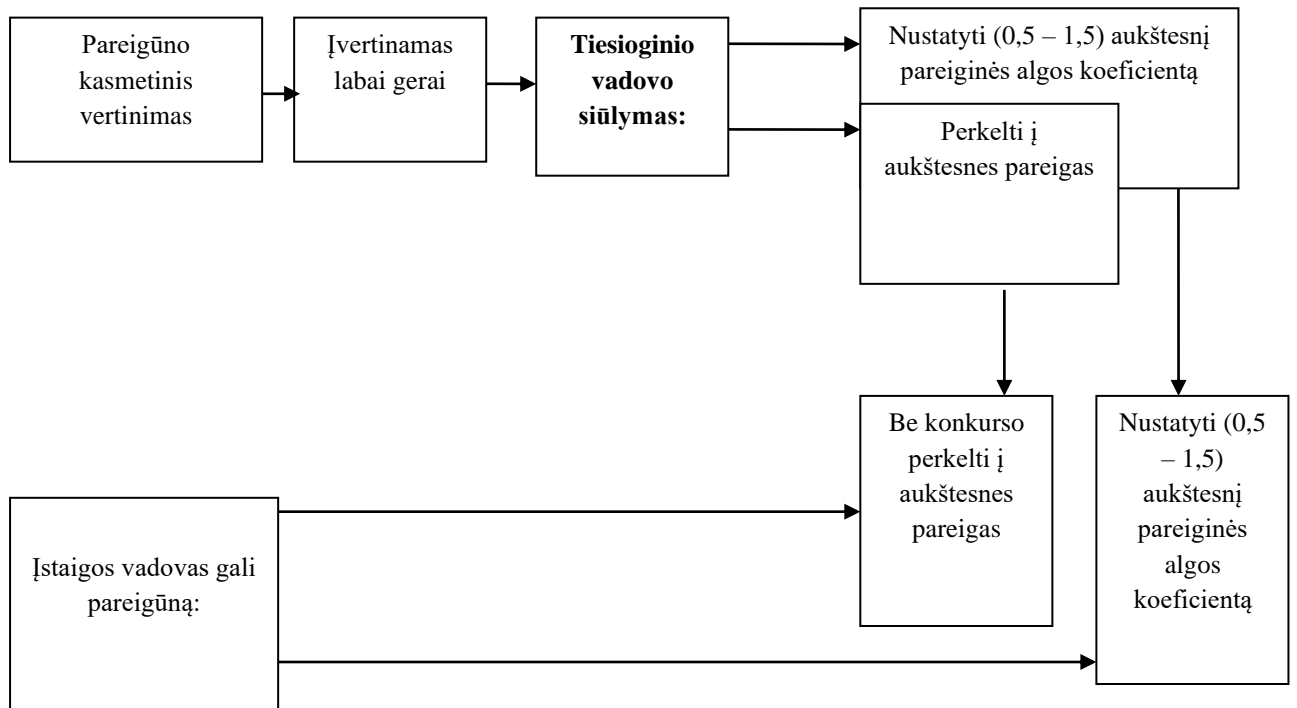 Pareigūno
kasmetinis
vertinimas
Įvertinamas
labai gerai
Tiesioginio
vadovo
siūlymas:
Nustatyti (0,5 – 1,5) aukštesnį
pareiginės algos koeficientą
Perkelti į
aukštesnes pareigas
Be konkurso
perkelti į
aukštesnes
pareigas
Nustatyti (0,5
– 1,5)
aukštesnį
pareiginės
algos
koeficientą
Įstaigos vadovas gali
pareigūną: